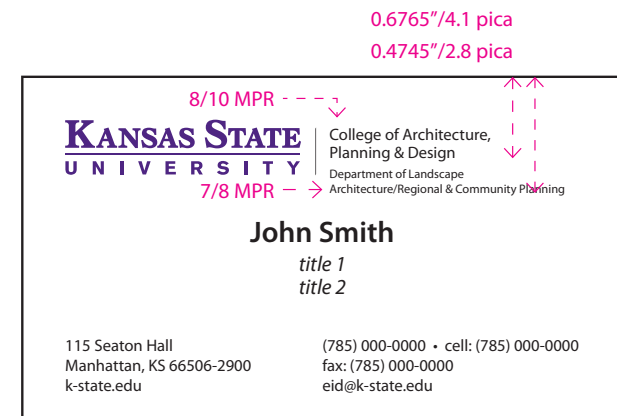 0.6765”/4.1 pica
0.4745”/2.8 pica
8/10 MPR
KANSAS STATE
UNIVERSITY
College of Architecture,
Planning & Design
Department of Landscape
Architecture/Regional & Community Planning
7/8 MPR
John Smith
title 1
title 2
115 Seaton Hall
Manhattan, KS 66506-2900
k-state.edu
(785) 000-0000 • cell: (785) 000-0000
fax: (785) 000-0000
eid@k-state.edu